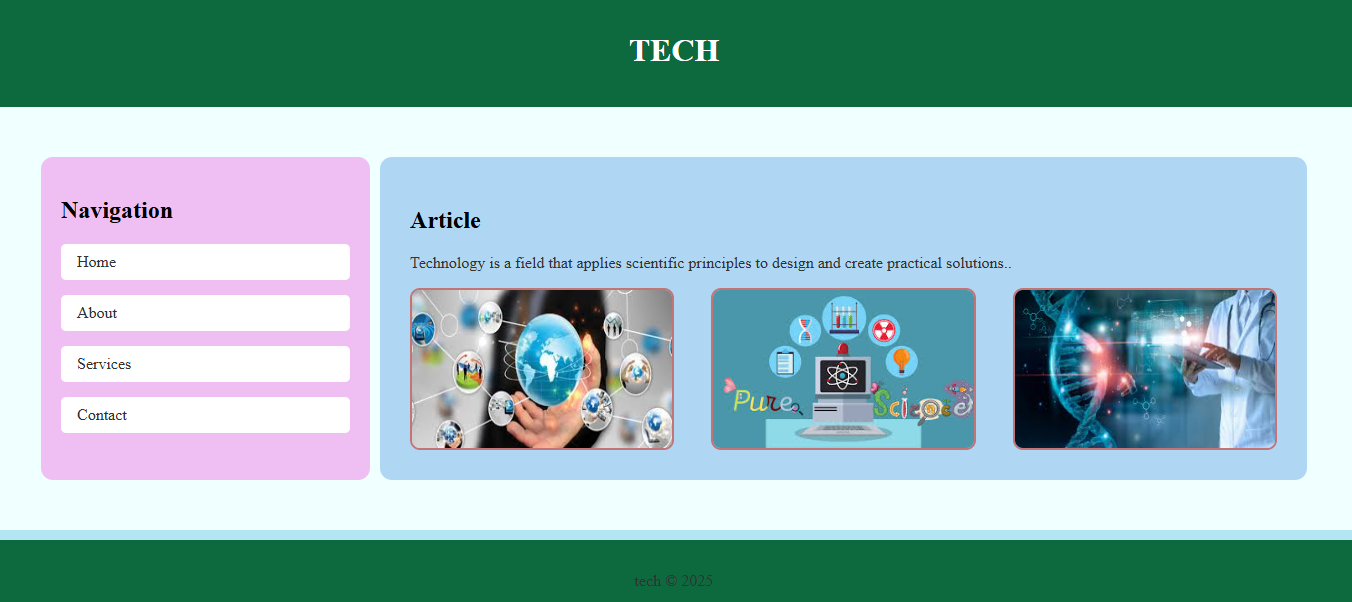 TECH
Navigation
Home
About
Services
Contact
Article
Technology is a field that applies scientific principles to design and create practical solutions..
Pure Science
tech © 2025